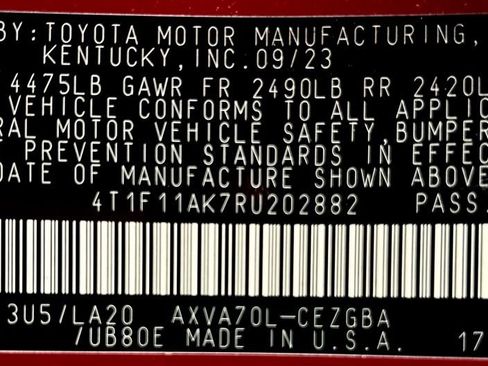 BY: TOYOTA MOTOR MANUFACTURING,
KENTUCKY, INC. 09/23
4475LB GAWR FR 2490LB RR 2420L
VEHICLE CONFORMS TO ALL APPLIC
RAL MOTOR VEHICLE SAFETY, BUMPER
PREVENTION STANDARDS IN EFFEC
DATE OF MANUFACTURE SHOWN ABOVE
4T1F11AK7RU202882 PASS.
3U5/LA20 AXVA70L-CEZGBA
/UB80E MADE IN U.S.A. 17